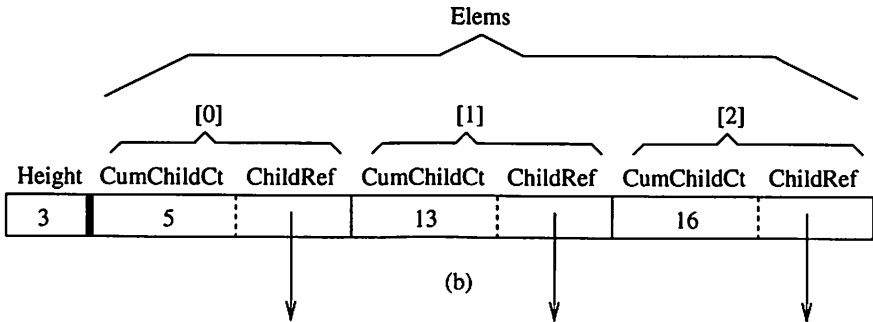 Elems
[0] [1] [2]
Height CumChildCt ChildRef CumChildCt ChildRef CumChildCt ChildRef
3 5 13 16
(b)